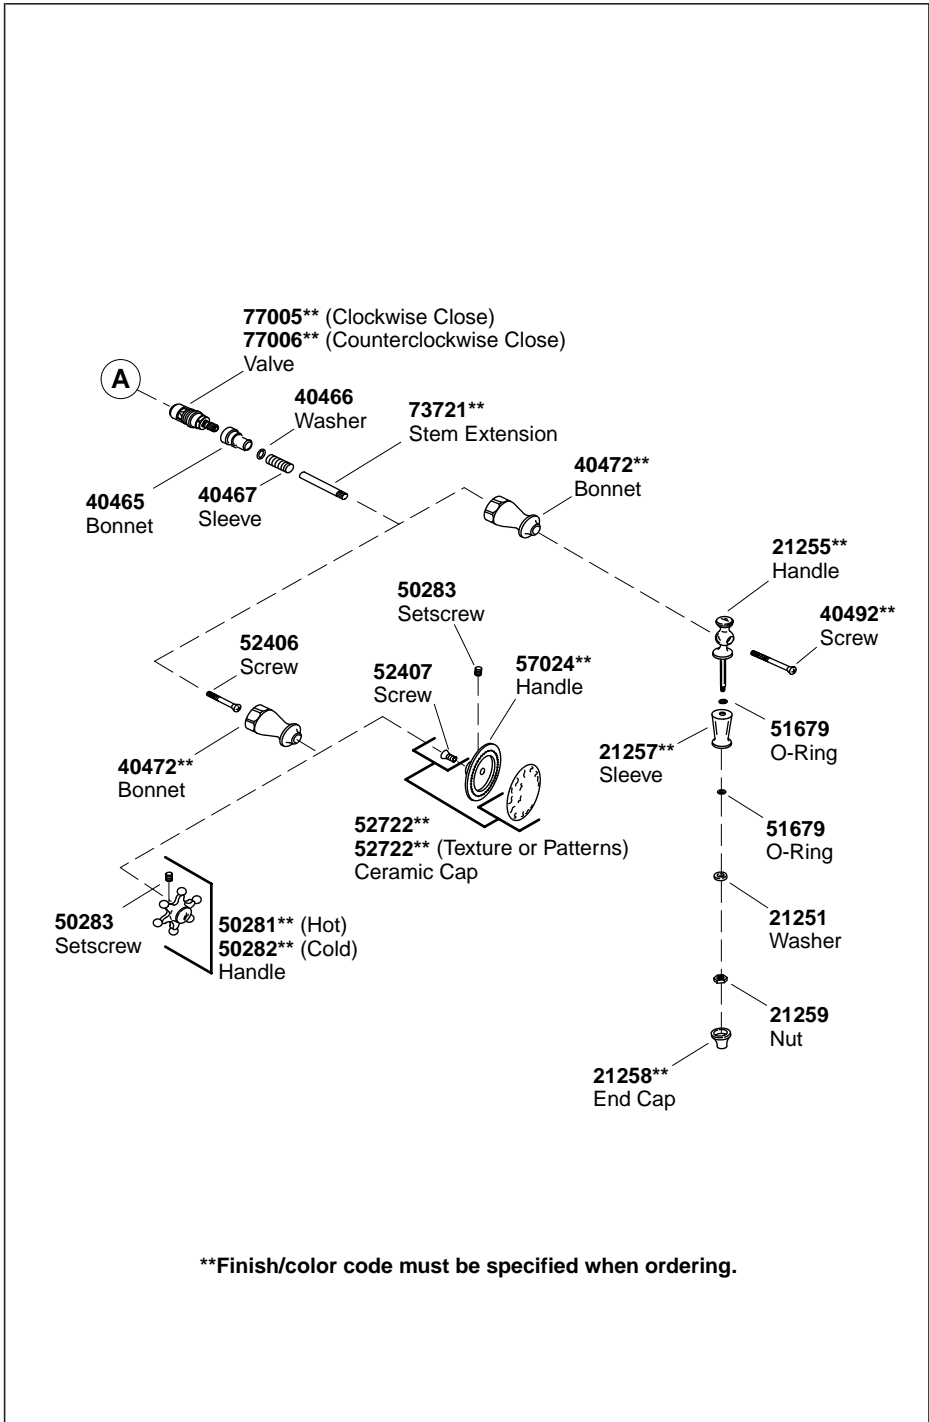 77005** (Clockwise Close)
77006** (Counterclockwise Close)
Valve
A
40466
Washer
73721**
Stem Extension
40472**
Bonnet
40465
Bonnet
40467
Sleeve
21255**
Handle
50283
Setscrew
40492**
Screw
52406
Screw
52407
Screw
57024**
Handle
51679
O-Ring
21257**
Sleeve
40472**
Bonnet
52722**
52722** (Texture or Patterns)
Ceramic Cap
51679
O-Ring
50283
Setscrew
50281** (Hot)
50282** (Cold)
Handle
21251
Washer
21259
Nut
21258**
End Cap
**Finish/color code must be specified when ordering.